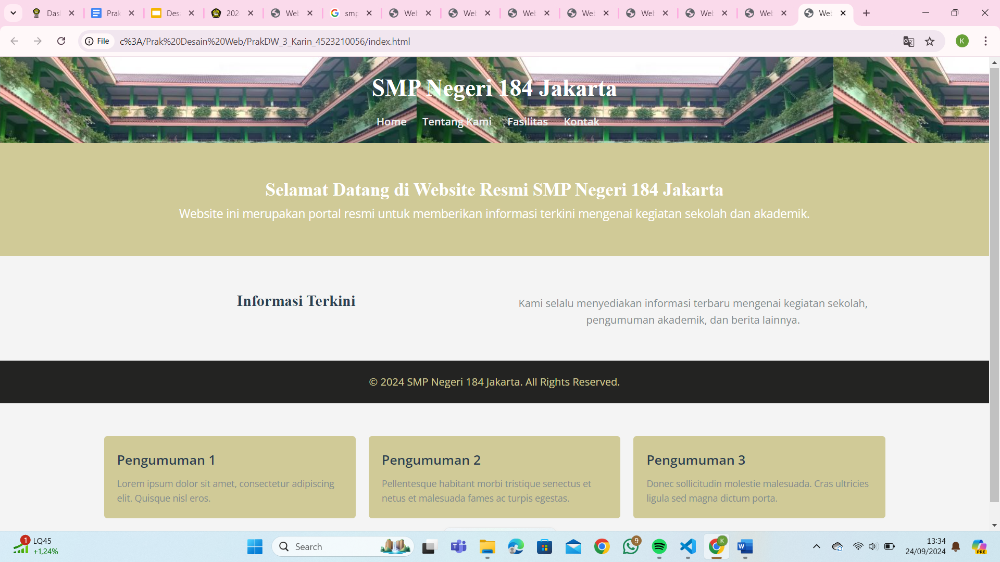 Das
Prak
Des
202
Wel
smp
Wel
Wel
Wel
Wel
Wel
Wel
Wel
Wel
File
c%3A/Prak%20Desain%20Web/PrakDW_3_Karin_4523210056/index.html
K
SMP Negeri 184 Jakarta
Home Tentang Kami Fasilitas Kontak
Selamat Datang di Website Resmi SMP Negeri 184 Jakarta
Website ini merupakan portal resmi untuk memberikan informasi terkini mengenai kegiatan sekolah dan akademik.
Informasi Terkini
Kami selalu menyediakan informasi terbaru mengenai kegiatan sekolah,
pengumuman akademik, dan berita lainnya.
© 2024 SMP Negeri 184 Jakarta. All Rights Reserved.
Pengumuman 1
Lorem ipsum dolor sit amet, consectetur adipiscing
elit. Quisque nisl eros.
Pengumuman 2
Pellentesque habitant morbi tristique senectus et
netus et malesuada fames ac turpis egestas.
Pengumuman 3
Donec sollicitudin molestie malesuada. Cras ultricies
ligula sed magna dictum porta.
1
LQ45
+1,24%
Search
9
K
13:34
24/09/2024
PRE